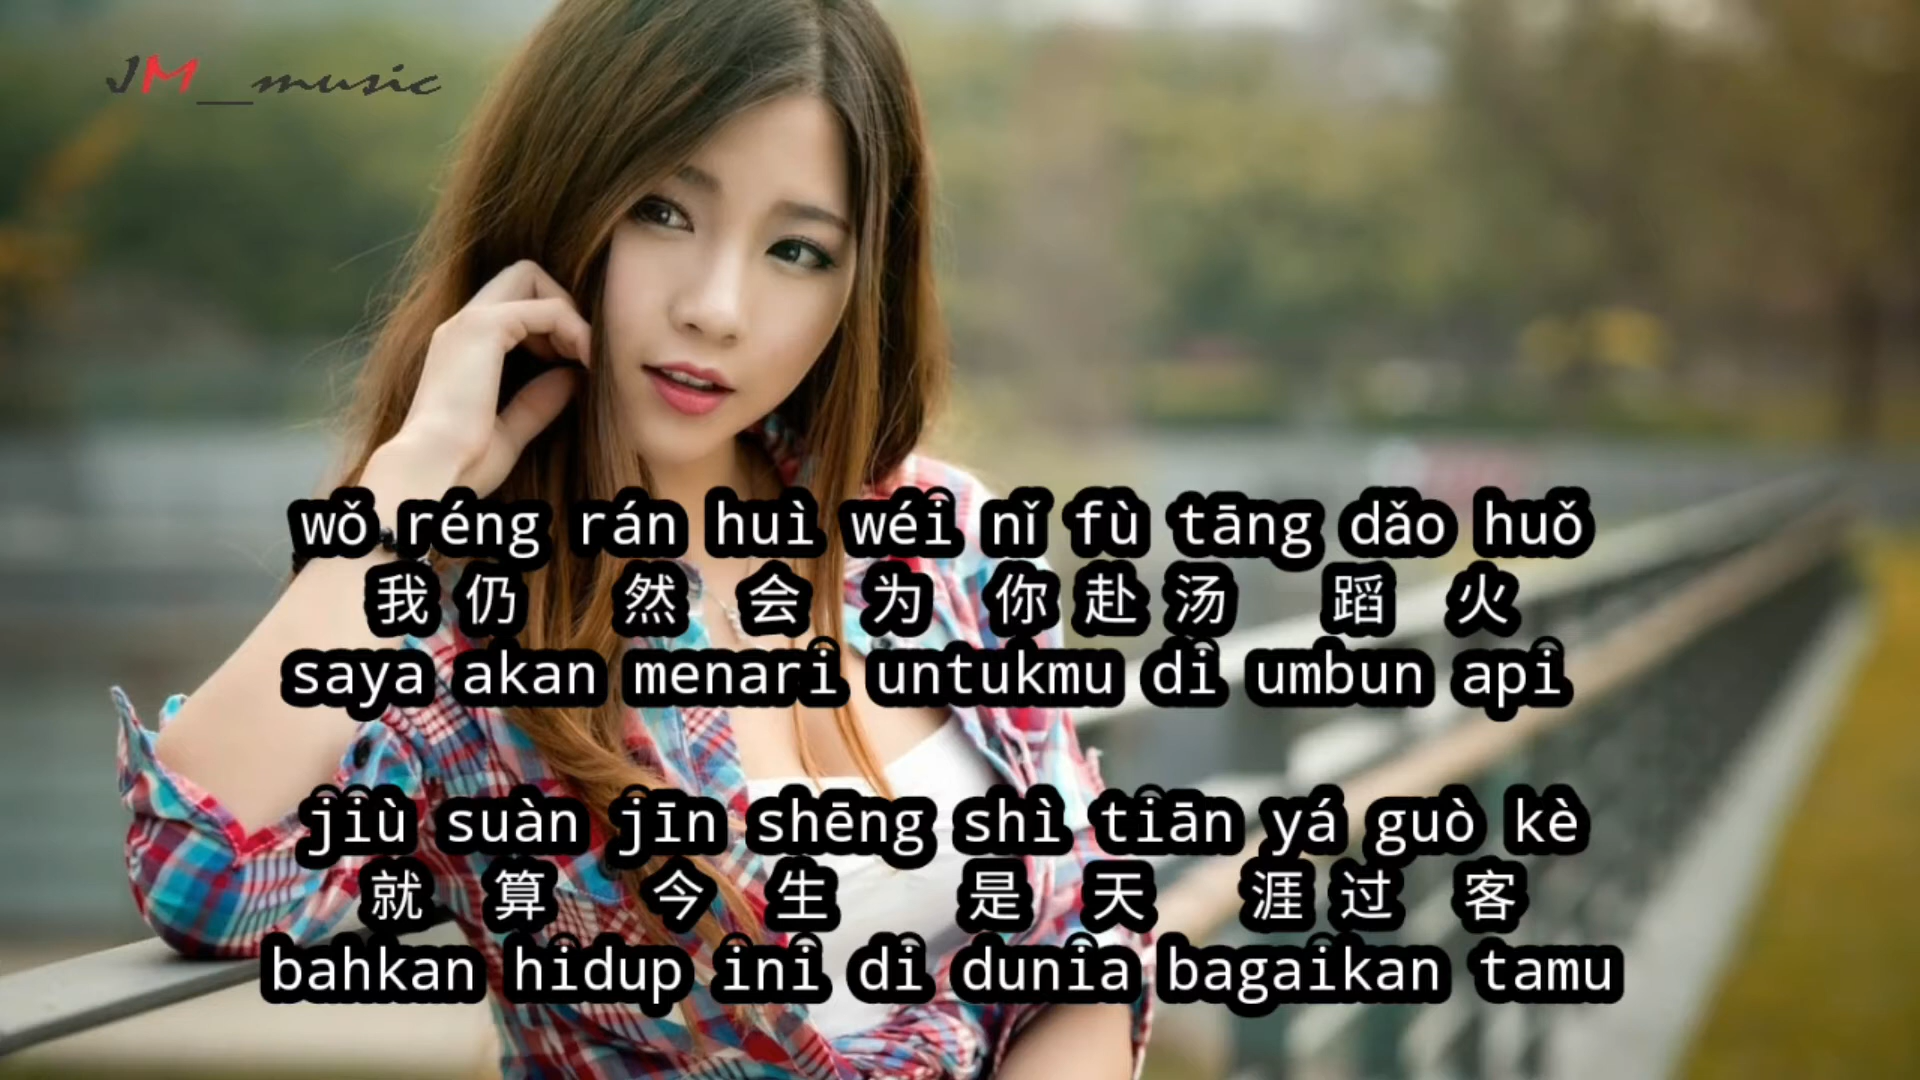 JM_music
wǒ réng rán huì wéi nǐ fù tāng dǎo huǒ
我 仍 然 会 为 你 赴 汤 蹈 火
saya akan menari untukmu di umbun api
jiù suàn jīn shēng shì tiān yá guò kè
就 算 今 生 是 天 涯 过 客
bahkan hidup ini di dunia bagaikan tamu